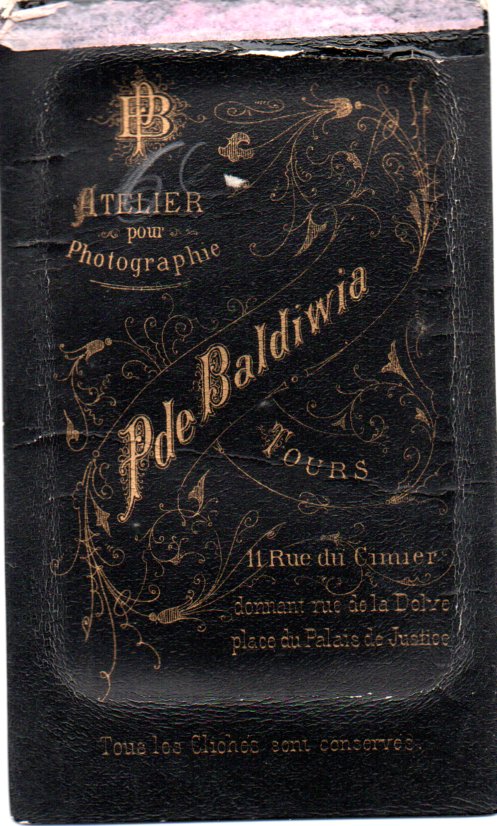 PB
ATELIER
pour
Photographie
P de Baldiwia
TOURS
11 Rue du Cimier
donnant rue de la Dolve
place du Palais de Justice
Tous les Clichés sont conservés.